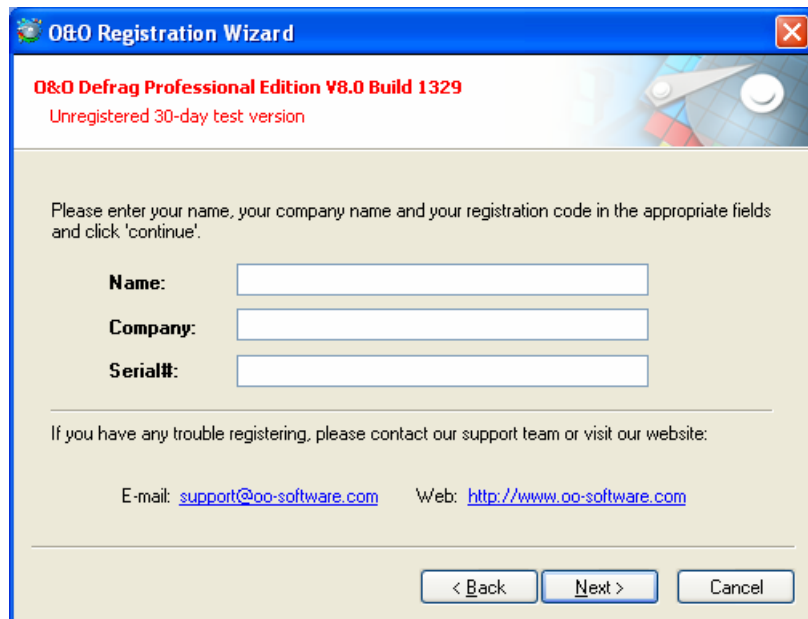 O&O Registration Wizard
O&O Defrag Professional Edition V8.0 Build 1329
Unregistered 30-day test version
Please enter your name, your company name and your registration code in the appropriate fields
and click 'continue'.
Name:
Company:
Serial#:
If you have any trouble registering, please contact our support team or visit our website:
E-mail: support@oo-software.com Web: http://www.oo-software.com
< Back Next > Cancel